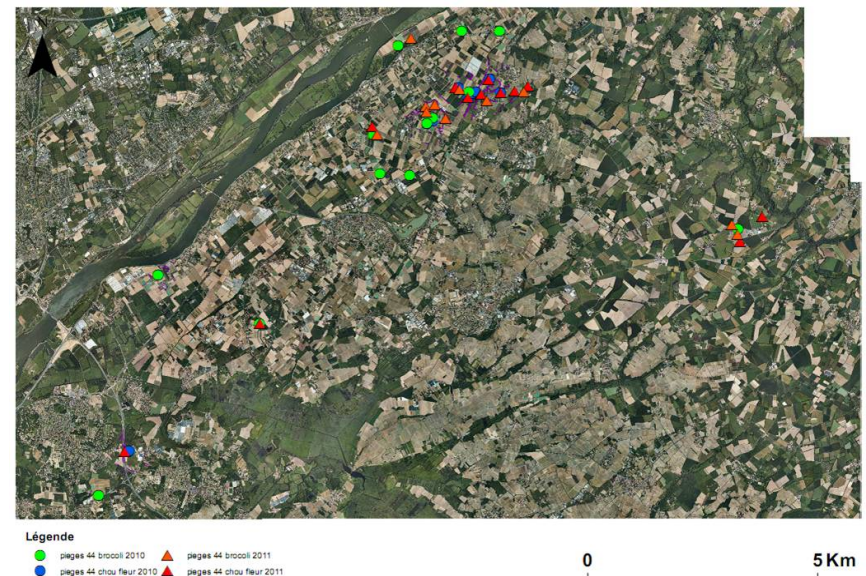 N
Légende
pieges 44 brocoli 2010 pieges 44 brocoli 2011
pieges 44 chou fleur 2010 pieges 44 chou fleur 2011
0 5 Km